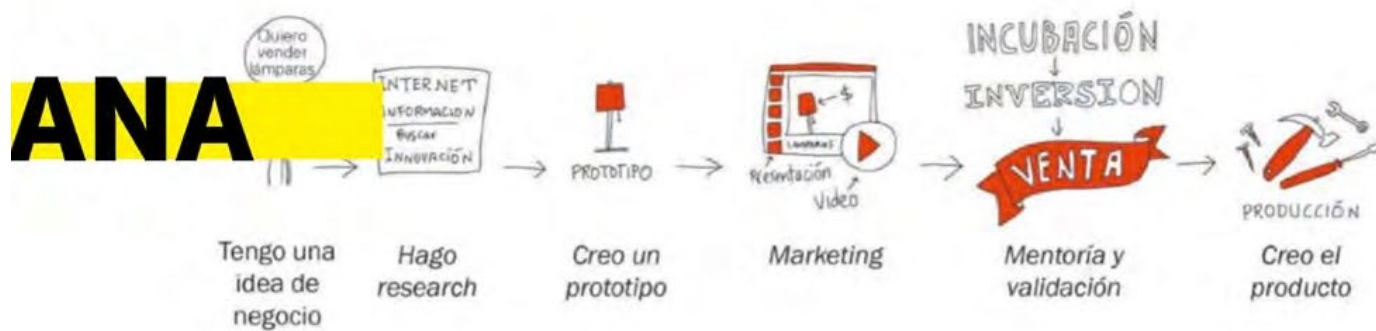 ANA
Quiero
vender
lámparas
Tengo una
idea de
negocio
INTERNET
INFORMACION
Buscar
INNOVACIÓN
Hago
research
PROTOTIPO
Creo un
prototipo
$
LAMPARAS
Presentación
Video
Marketing
INCUBACIÓN
INVERSION
VENTA
Mentoría y
validación
PRODUCCIÓN
Creo el
producto